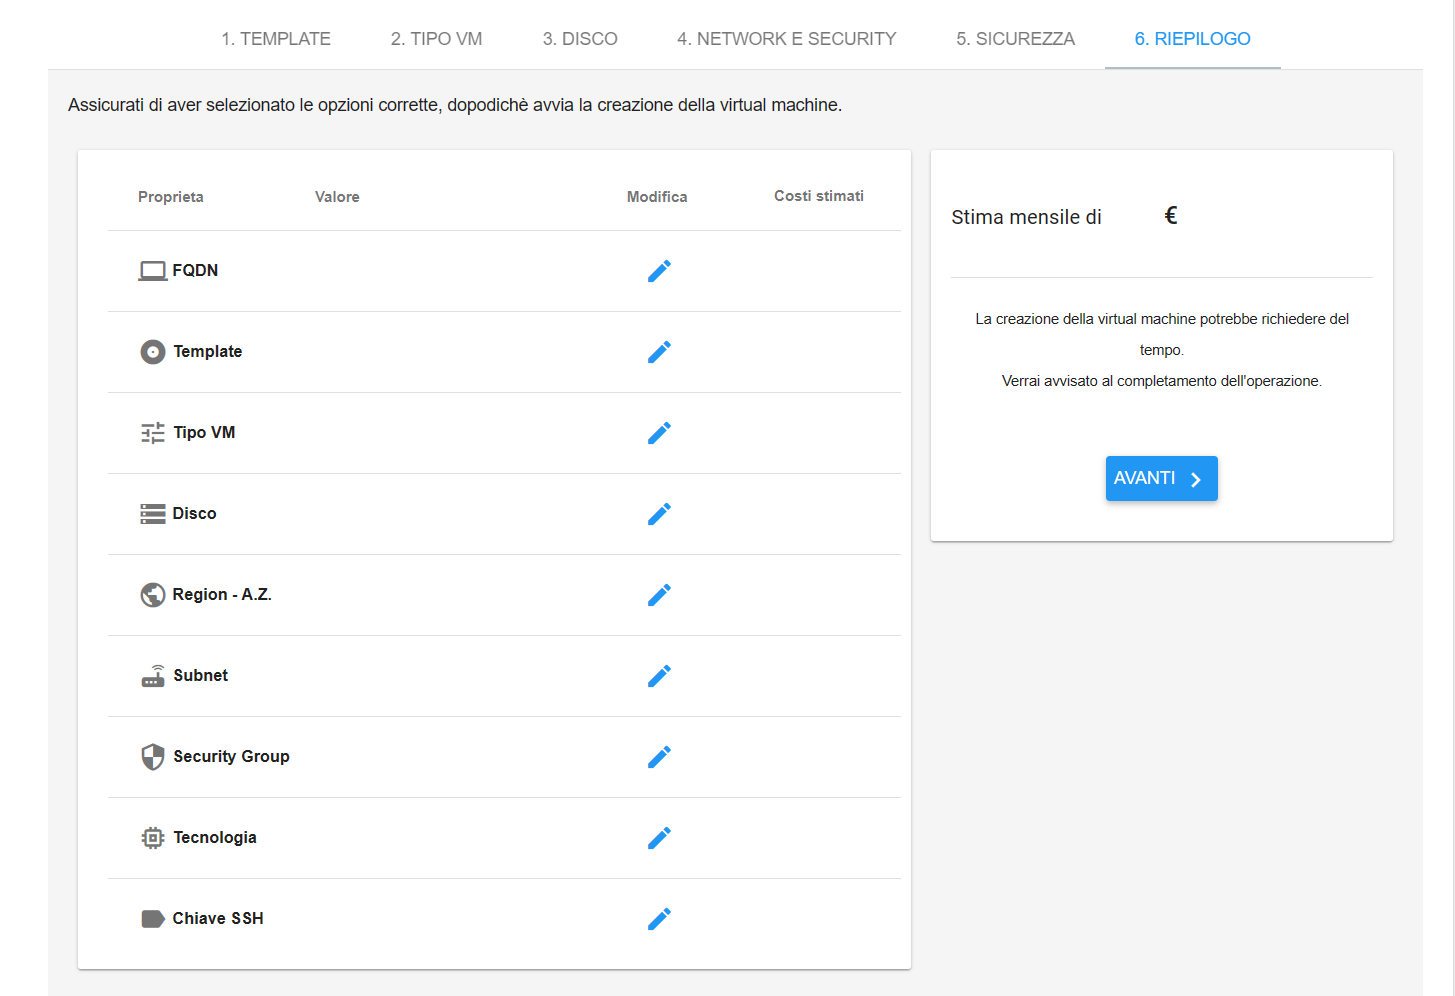 1. TEMPLATE
2. TIPO VM
3. DISCO
4. NETWORK E SECURITY
5. SICUREZZA
6. RIEPILOGO
Assicurati di aver selezionato le opzioni corrette, dopodichè avvia la creazione della virtual machine.
Proprieta
Valore
Modifica
Costi stimati
FQDN
Template
Tipo VM
Disco
Region - A.Z.
Subnet
Security Group
Tecnologia
Chiave SSH
Stima mensile di €
La creazione della virtual machine potrebbe richiedere del
tempo.
Verrai avvisato al completamento dell'operazione.
AVANTI